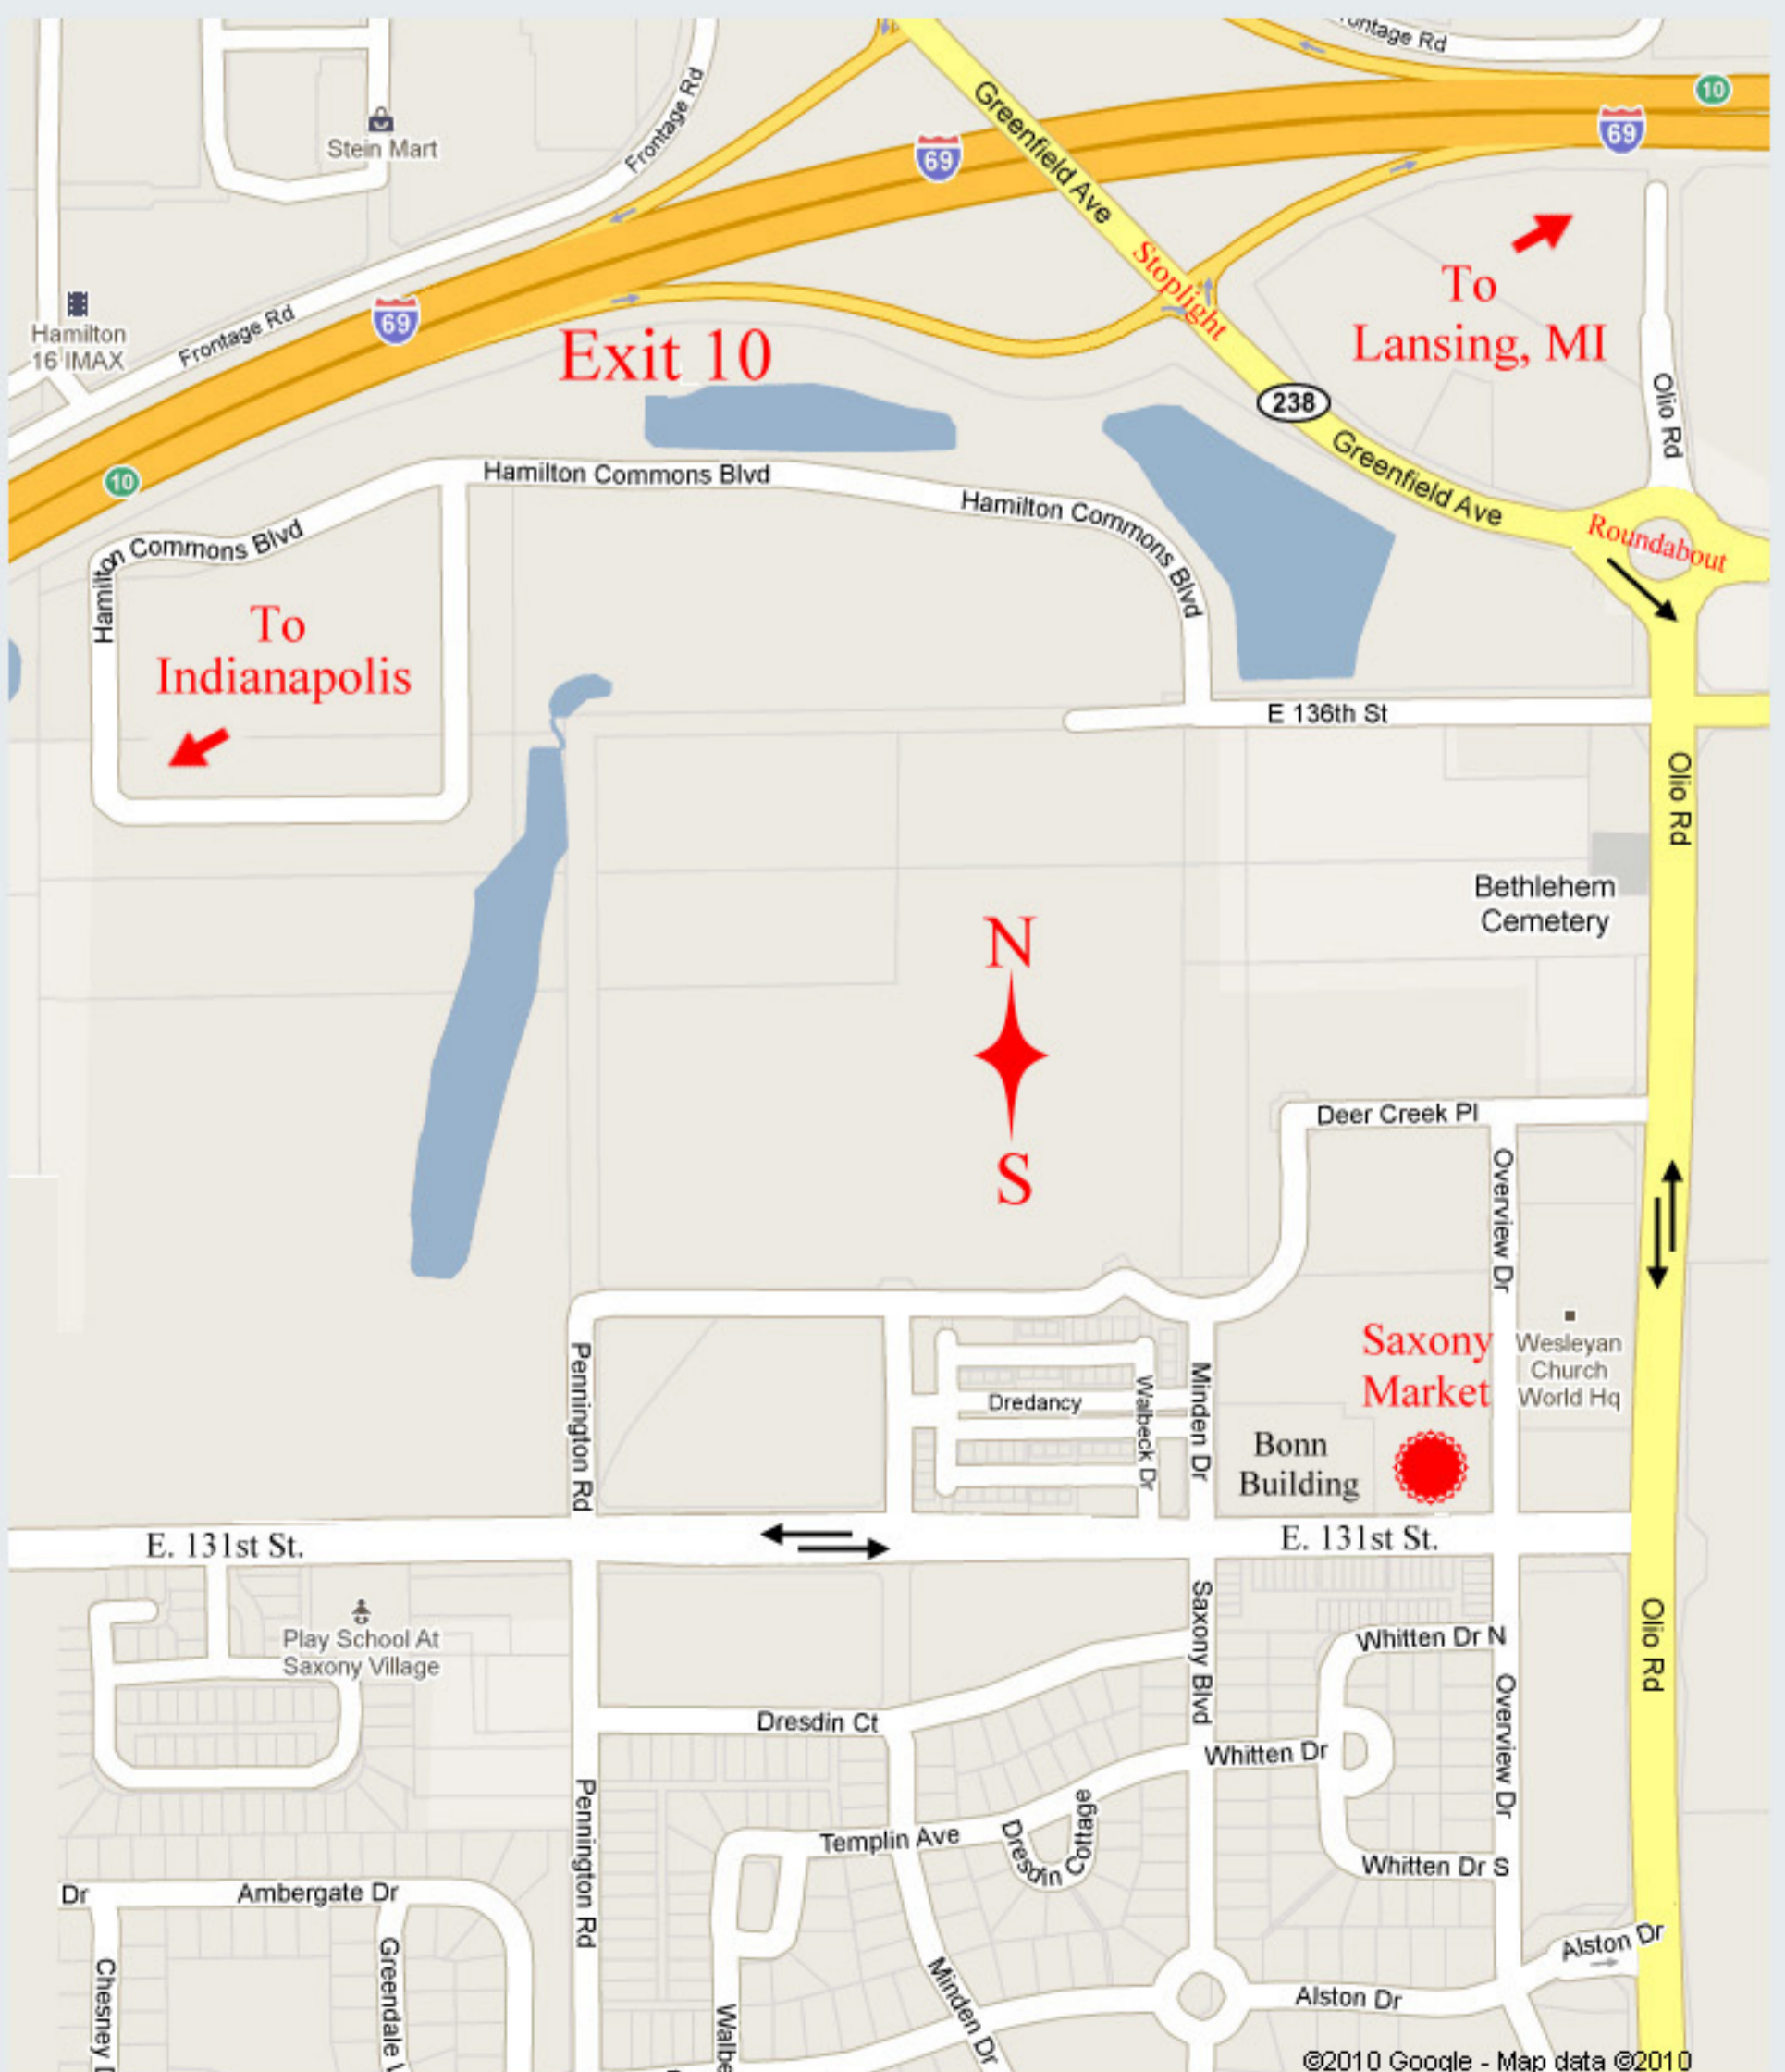 Frontage Rd
10
Stein Mart
Frontage Rd
Greenfield Ave
69
69
Stoplight
To
Lansing, MI
Hamilton
16 IMAX
Frontage Rd
69
Exit 10
238
Olio Rd
Greenfield Ave
10
Hamilton Commons Blvd
Hamilton Commons Blvd
Hamilton Commons Blvd
Roundabout
To
Indianapolis
E 136th St
Olio Rd
Bethlehem
Cemetery
N
S
Deer Creek Pl
Overview Dr
Saxony
Market
Wesleyan
Church
World Hq
Pennington Rd
Dredancy
Walbeck Dr
Minden Dr
Bonn
Building
E. 131st St.
E. 131st St.
Play School At
Saxony Village
Saxony Blvd
Whitten Dr N
Olio Rd
Dresdin Ct
Whitten Dr
Overview Dr
Pennington Rd
Templin Ave
Dresdin Cottage
Whitten Dr S
Dr
Ambergate Dr
Alston Dr
Chesney D
Greendale
Walbe
Minden Dr
Alston Dr
©2010 Google - Map data ©2010